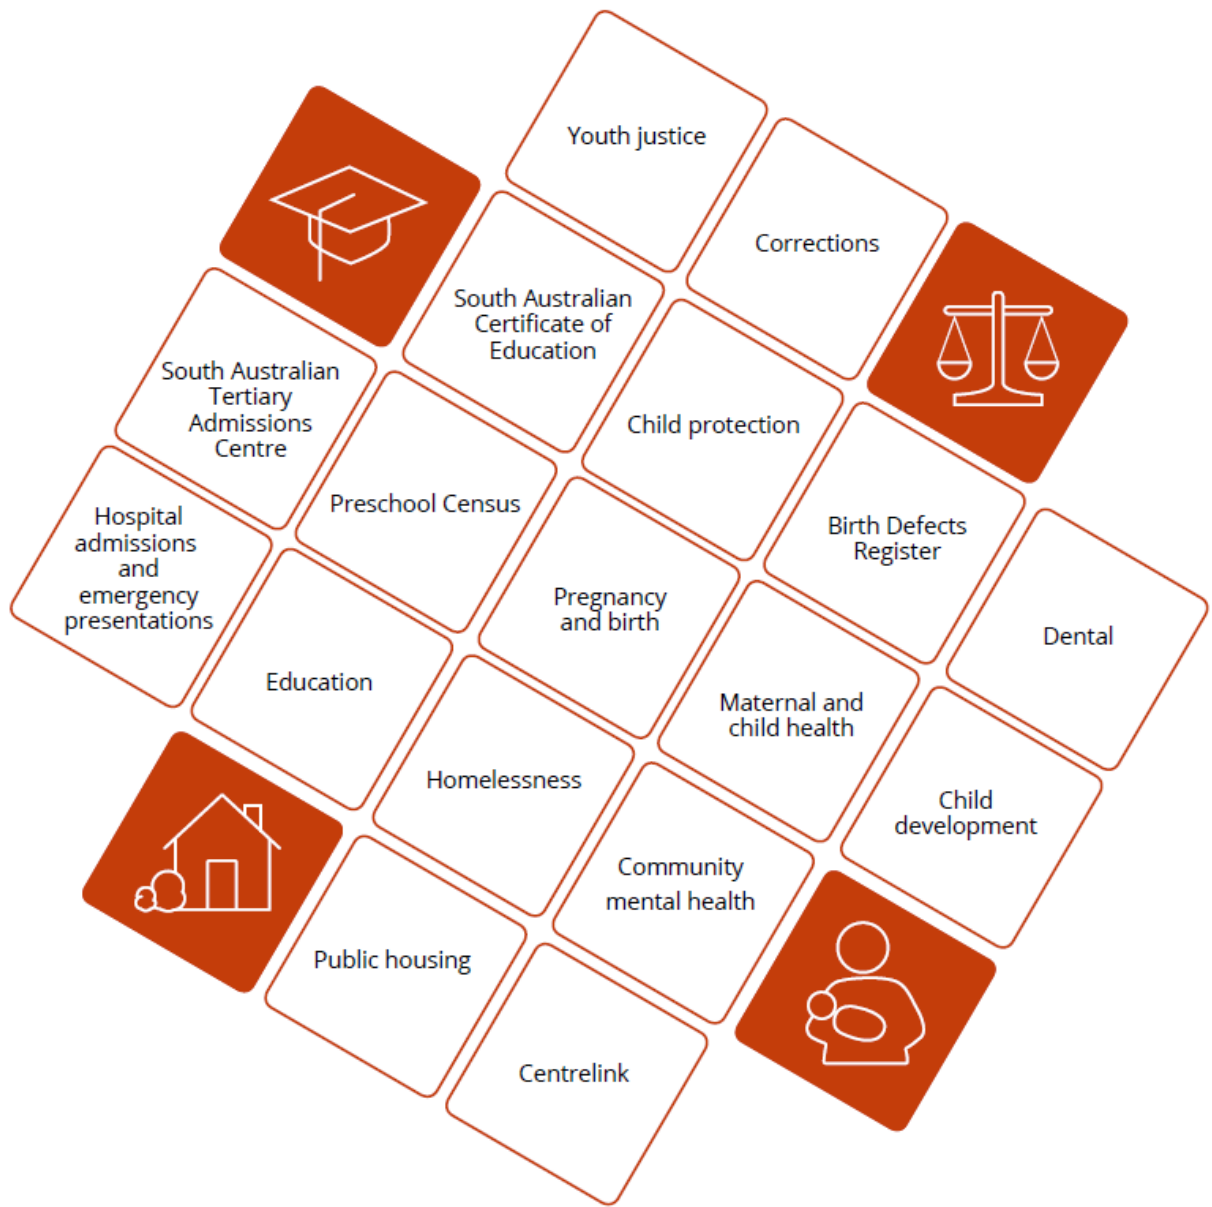 Youth justice
Corrections
South Australian
Certificate of
Education
South Australian
Tertiary
Admissions
Centre
Child protection
Preschool Census
Hospital
admissions
and
emergency
presentations
Birth Defects
Register
Pregnancy
and birth
Dental
Education
Maternal and
child health
Homelessness
Child
development
Community
mental health
Public housing
Centrelink